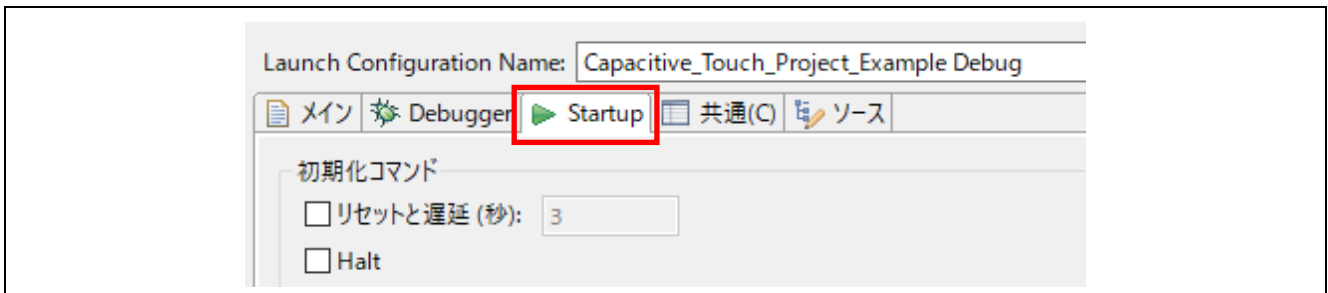 Launch Configuration Name: Capacitive_Touch_Project_Example Debug
メイン Debugger Startup 共通(C) ソース
初期化コマンド
リセットと遅延 (秒): 3
Halt